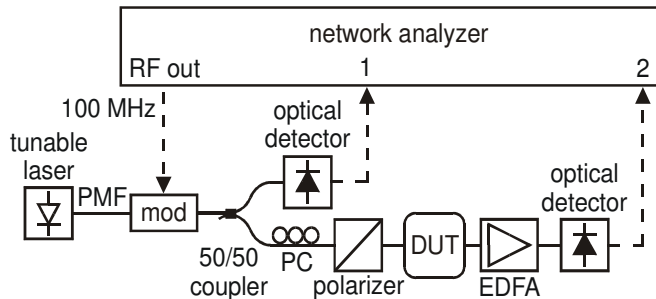 network analyzer
RF out
1
2
100 MHz
optical
detector
tunable
laser
PMF
mod
optical
detector
50/50
coupler
PC
polarizer
DUT
EDFA